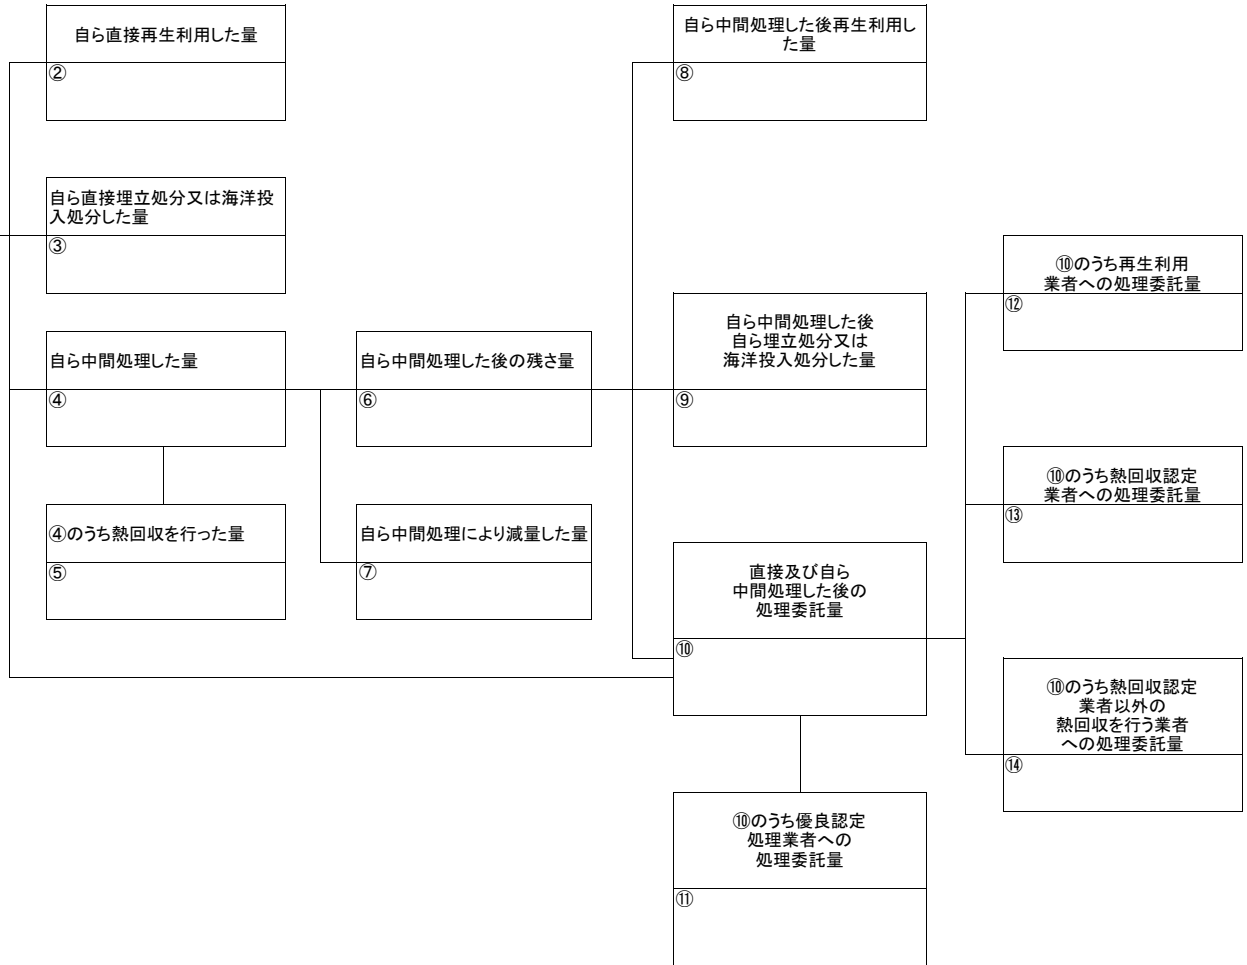 自ら直接再生利用した量
②
自ら直接埋立処分又は海洋投
入処分した量
③
自ら中間処理した量
④
④のうち熱回収を行った量
⑤
自ら中間処理した後の残さ量
⑥
自ら中間処理により減量した量
⑦
自ら中間処理した後再生利用し
た量
⑧
自ら中間処理した後
自ら埋立処分又は
海洋投入処分した量
⑨
直接及び自ら
中間処理した後の
処理委託量
⑩
⑩のうち優良認定
処理業者への
処理委託量
⑪
⑩のうち再生利用
業者への処理委託量
⑫
⑩のうち熱回収認定
業者への処理委託量
⑬
⑩のうち熱回収認定
業者以外の
熱回収を行う業者
への処理委託量
⑭